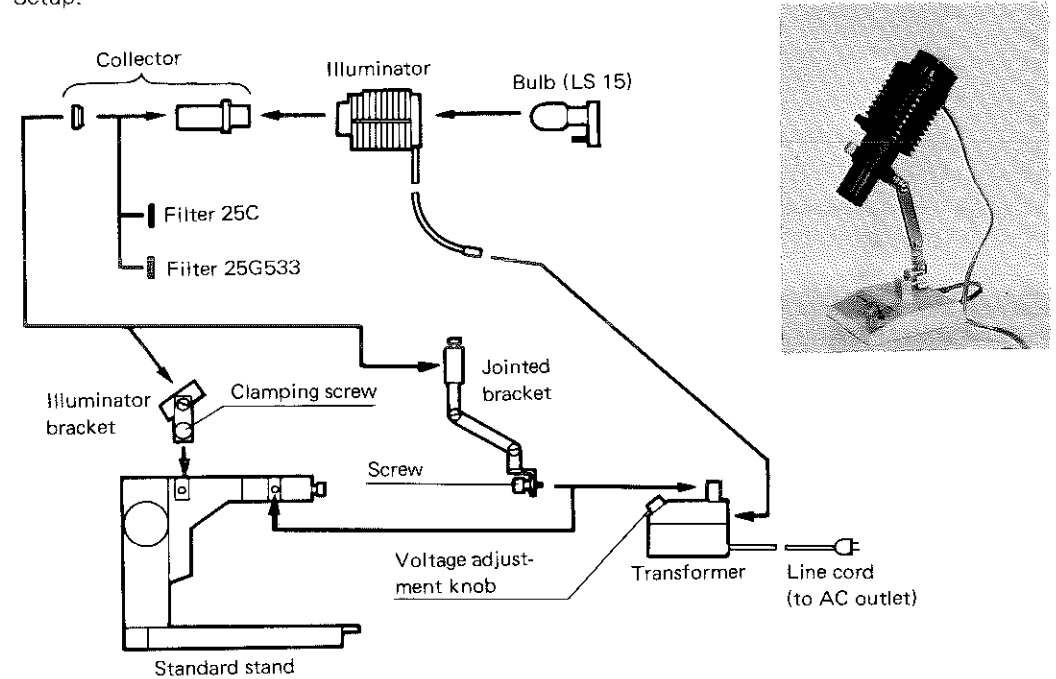 Setup:
Collector
Illuminator
Bulb (LS 15)
Filter 25C
Filter 25G533
Illuminator
bracket
Clamping screw
Jointed
bracket
Screw
Voltage adjust-
ment knob
Transformer
Line cord
(to AC outlet)
Standard stand